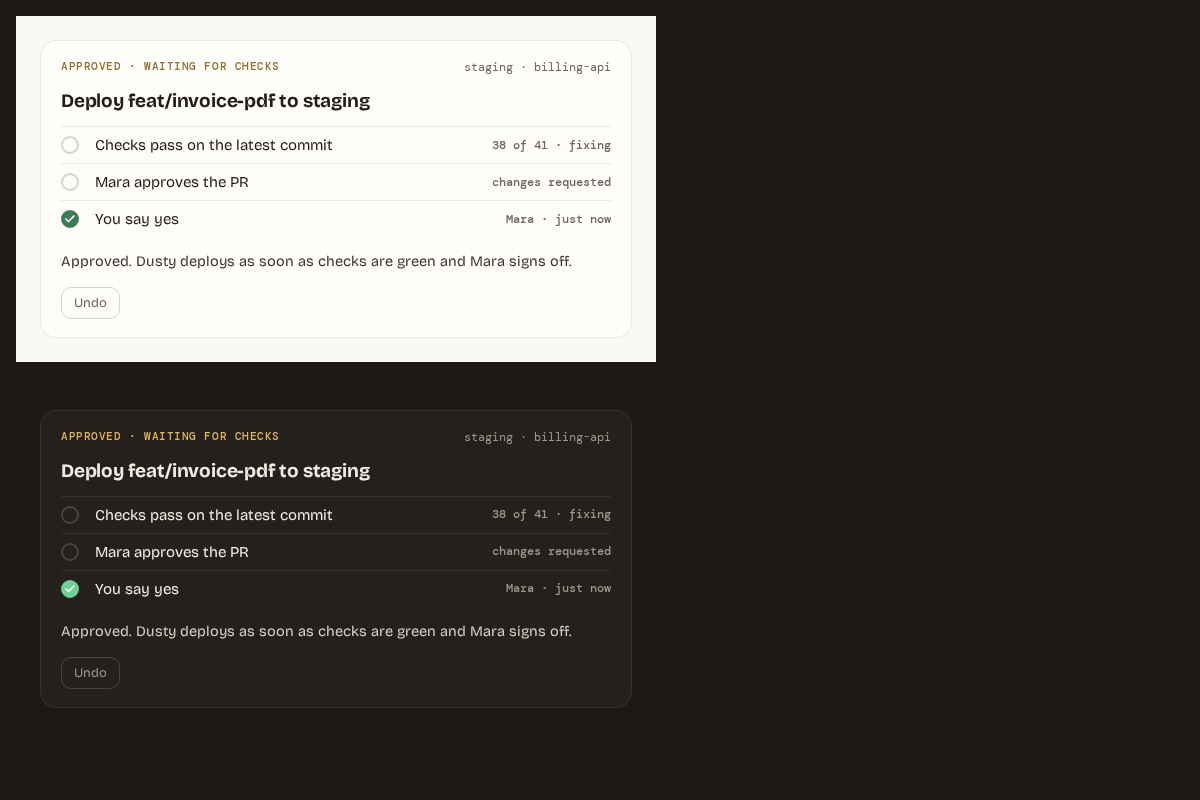 APPROVED · WAITING FOR CHECKS
staging · billing-api
Deploy feat/invoice-pdf to staging
Checks pass on the latest commit
38 of 41 · fixing
Mara approves the PR
changes requested
You say yes
Mara · just now
Approved. Dusty deploys as soon as checks are green and Mara signs off.
Undo
APPROVED · WAITING FOR CHECKS
staging · billing-api
Deploy feat/invoice-pdf to staging
Checks pass on the latest commit
38 of 41 · fixing
Mara approves the PR
changes requested
You say yes
Mara · just now
Approved. Dusty deploys as soon as checks are green and Mara signs off.
Undo